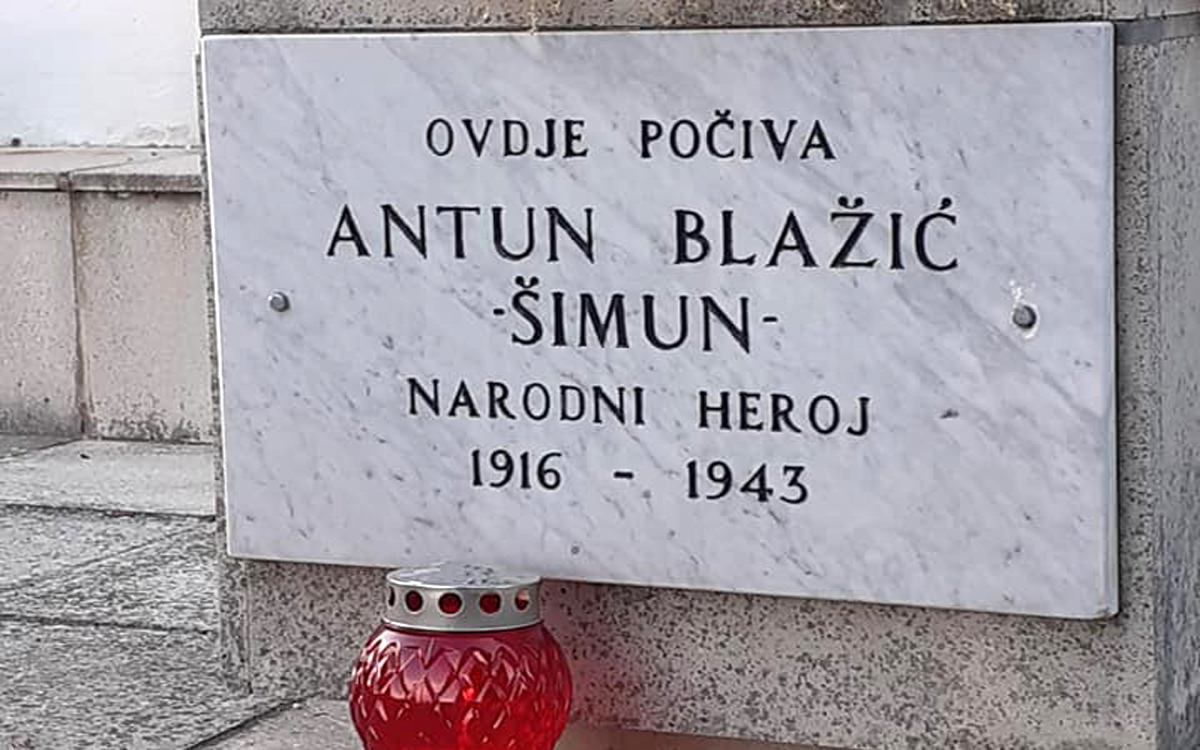 OVDJE POČIVA
ANTUN BLAŽIĆ
-ŠIMUN-
NARODNI HEROJ
1916 - 1943